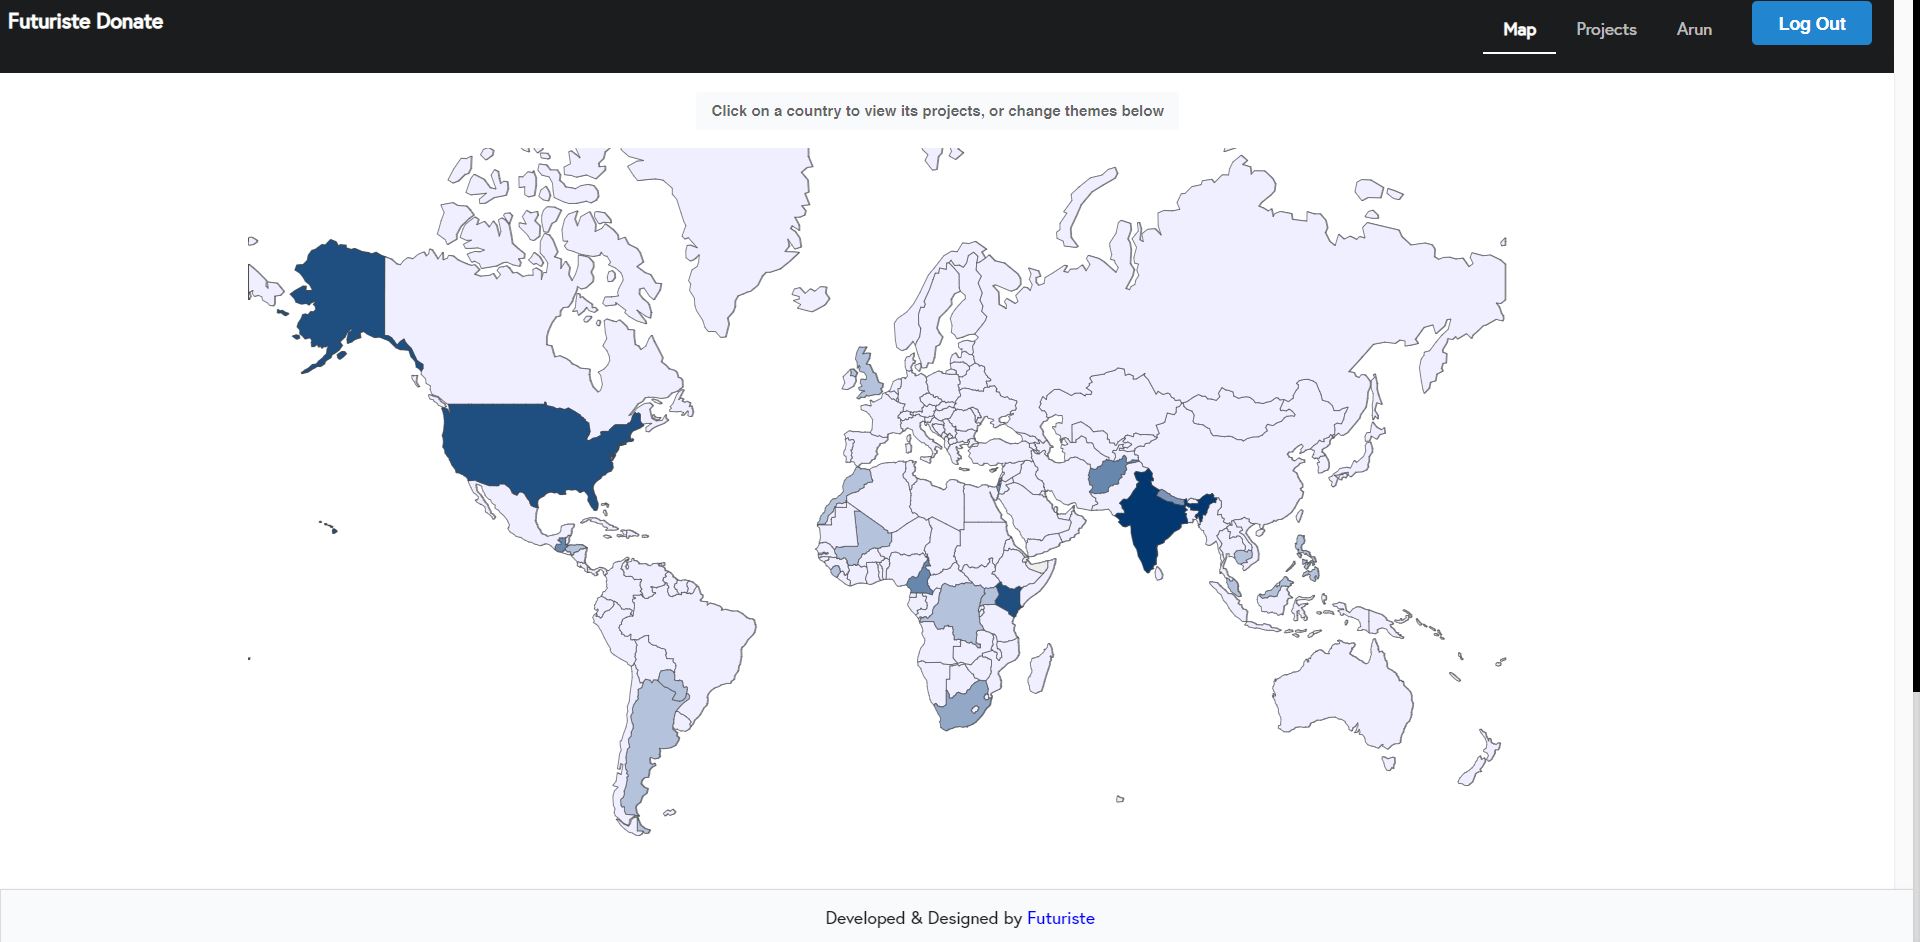 Futuriste Donate
Map
Projects
Arun
Log Out
Click on a country to view its projects, or change themes below
Developed & Designed by Futuriste